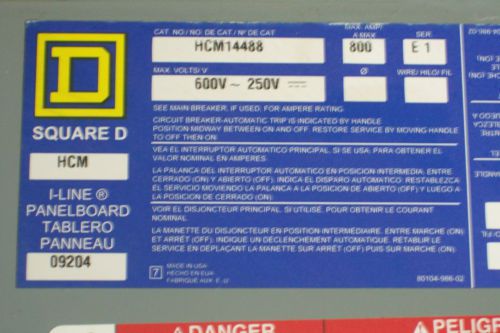 CAT. NO./NO. DE CAT./ Nº DE CAT.
HCM14488
MAX. AMP/
A MAX
800
SER.
E 1
MAX. VOLTS/V
600V ~ 250V
Ø
WIRE/ HILO/ FIL
SEE MAIN BREAKER, IF USED, FOR AMPERE RATING.
CIRCUIT BREAKER-AUTOMATIC TRIP IS INDICATED BY HANDLE
POSITION MIDWAY BETWEEN ON AND OFF. RESTORE SERVICE BY MOVING HANDLE
TO OFF THEN ON.
VEA EL INTERRUPTOR AUTOMATICO PRINCIPAL, SI SE USA, PARA OBTENER EL
VALOR NOMINAL EN AMPERES.
LA PALANCA DEL INTERRUPTOR AUTOMATICO EN POSICION INTERMEDIA, ENTRE
CERRADO (ON) Y ABIERTO (OFF); INDICA EL DISPARO AUTOMATICO: RESTABLEZCA
EL SERVICIO MOVIENDO LA PALANCA A LA POSICION DE ABIERTO (OFF) Y LUEGO A
LA POSICION DE CERRADO (ON).
VOIR EL DISJONCTEUR PRINCIPAL, SI UTILISE, POUR OBTENIR LE COURANT
NOMINAL.
LA MANETTE DU DISJONCTEUR EN POSITION INTERMEDIERE, ENTRE MARCHE (ON)
ET ARRÊT (OFF); INDIQUE UN DÉCLENCHEMENT AUTOMATIQUE. RETABLIR LE
SERVICE EN DEPLAÇANT LA MANETTE SUR ARRÊT (OFF) PUIS SUR MARCHE (ON).
7
MADE IN USA/
HECHO EN EUA/
FABRIQUE AUX E.U
80104-986-02
D
SQUARE D
HCM
I-LINE ®
PANELBOARD
TABLERO
PANNEAU
09204
DANGER
PELIGR